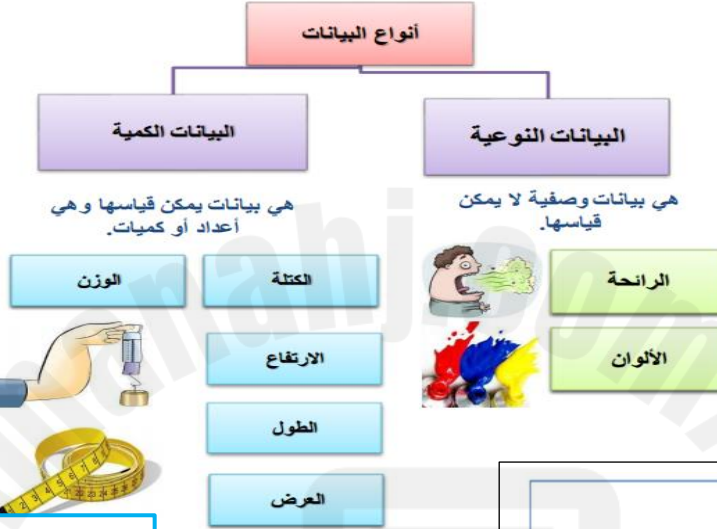 أنواع البيانات
البيانات النوعية
البيانات الكمية
هي بيانات وصفية لا يمكن
قياسها.
هي بيانات يمكن قياسها وهي
أعداد أو كميات.
الرائحة
الألوان
الكتلة
الوزن
الارتفاع
الطول
العرض